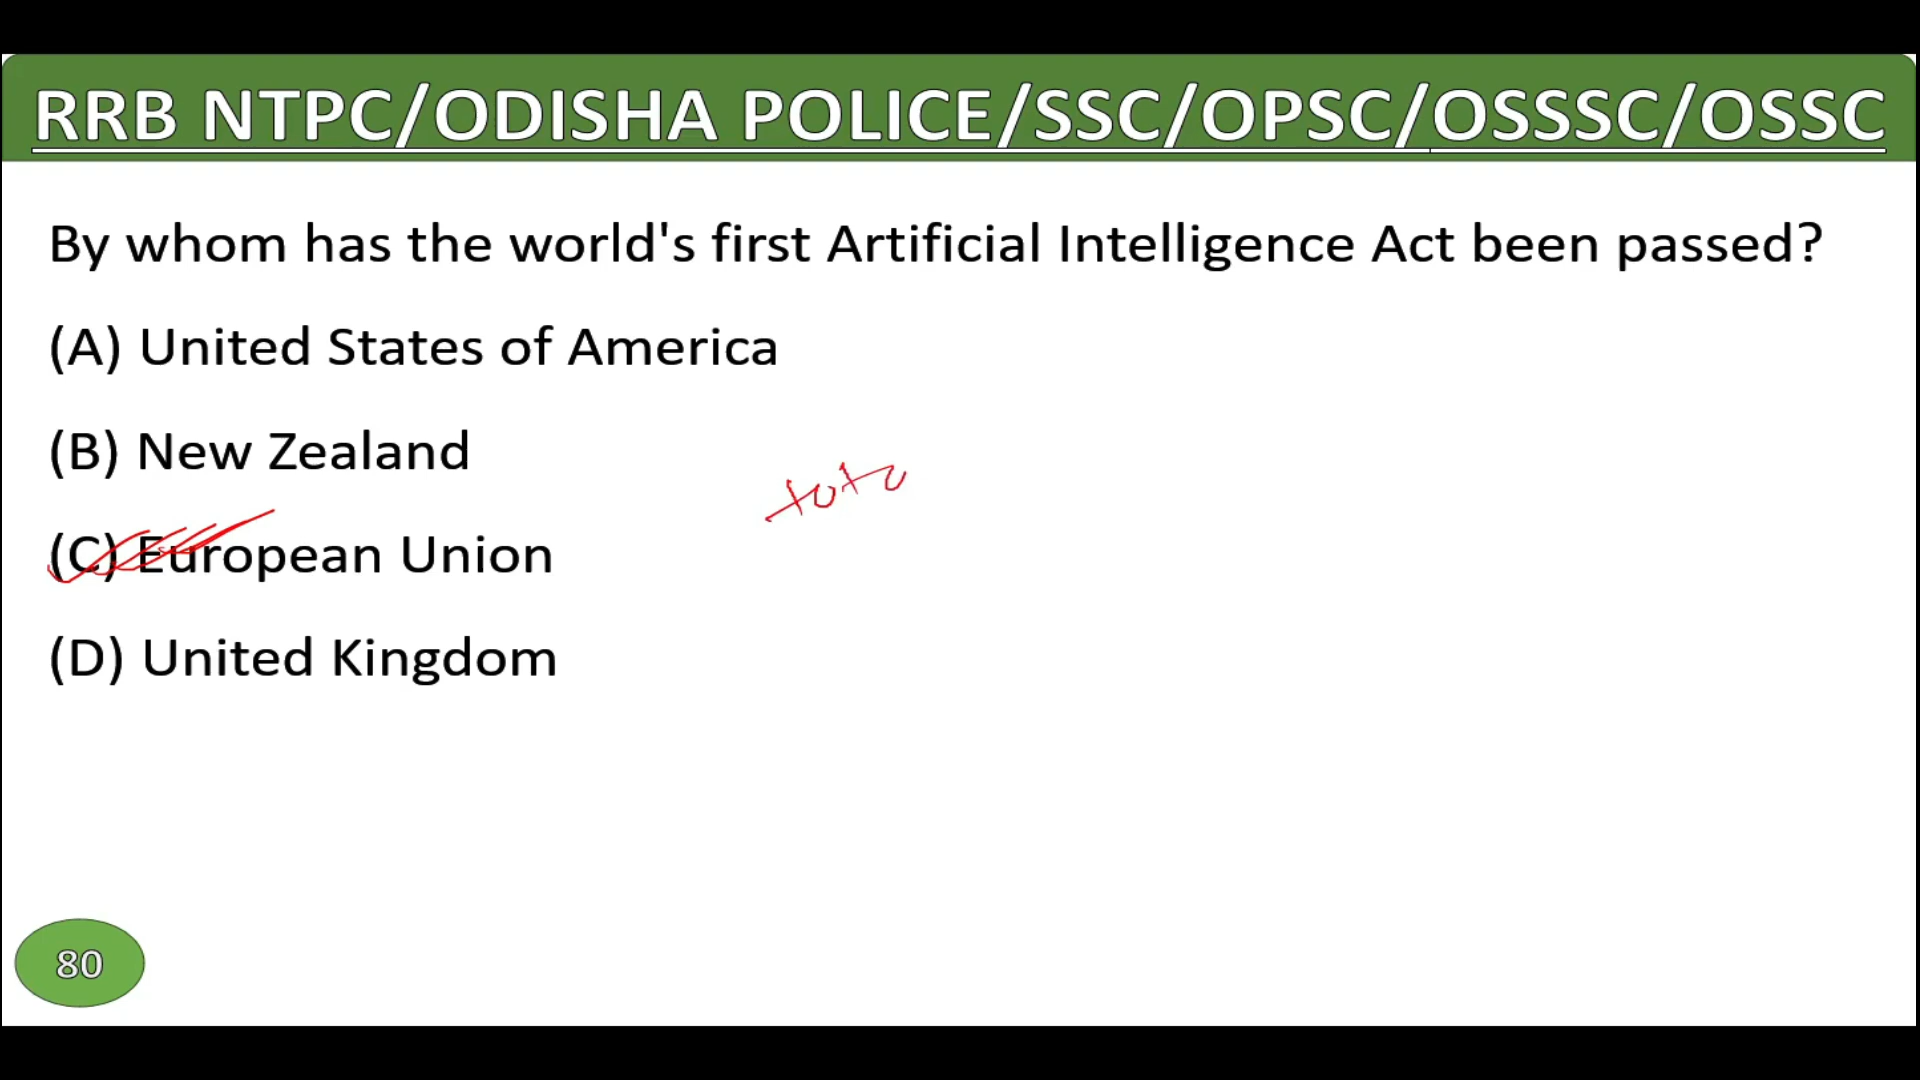 RRB NTPC/ODISHA POLICE/SSC/OPSC/OSSSC/OSSC
By whom has the world's first Artificial Intelligence Act been passed?
(A) United States of America
(B) New Zealand
(C) European Union
(D) United Kingdom
80